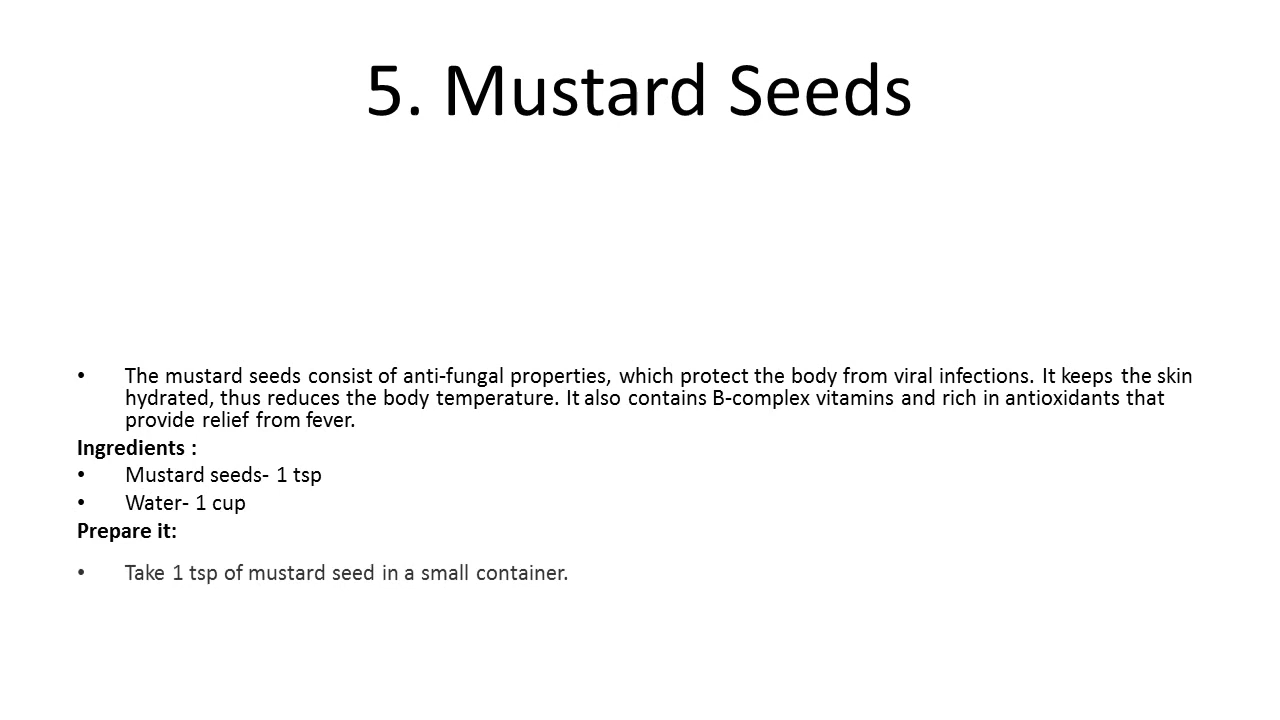 5. Mustard Seeds
• The mustard seeds consist of anti-fungal properties, which protect the body from viral infections. It keeps the skin
hydrated, thus reduces the body temperature. It also contains B-complex vitamins and rich in antioxidants that
provide relief from fever.
Ingredients :
• Mustard seeds- 1 tsp
• Water- 1 cup
Prepare it:
• Take 1 tsp of mustard seed in a small container.